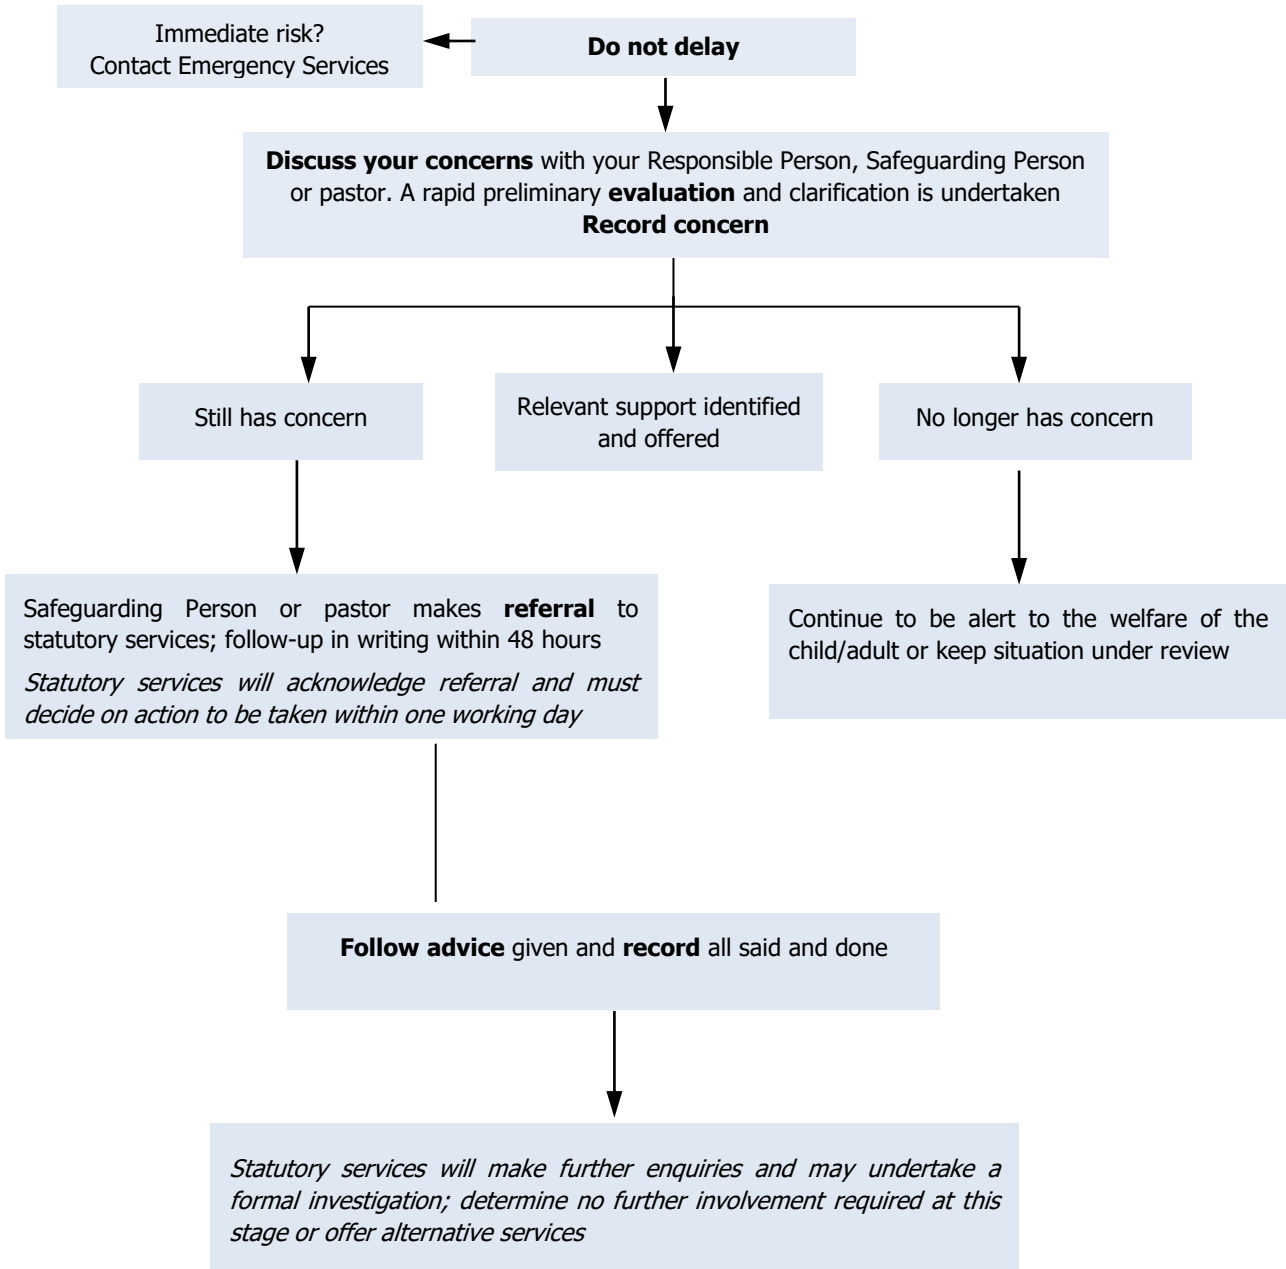 Immediate risk?
Contact Emergency Services
Do not delay
Discuss your concerns with your Responsible Person, Safeguarding Person
or pastor. A rapid preliminary evaluation and clarification is undertaken
Record concern
Still has concern
Relevant support identified
and offered
No longer has concern
Safeguarding Person or pastor makes referral to
statutory services; follow-up in writing within 48 hours
Statutory services will acknowledge referral and must
decide on action to be taken within one working day
Continue to be alert to the welfare of the
child/adult or keep situation under review
Follow advice given and record all said and done
Statutory services will make further enquiries and may undertake a
formal investigation; determine no further involvement required at this
stage or offer alternative services